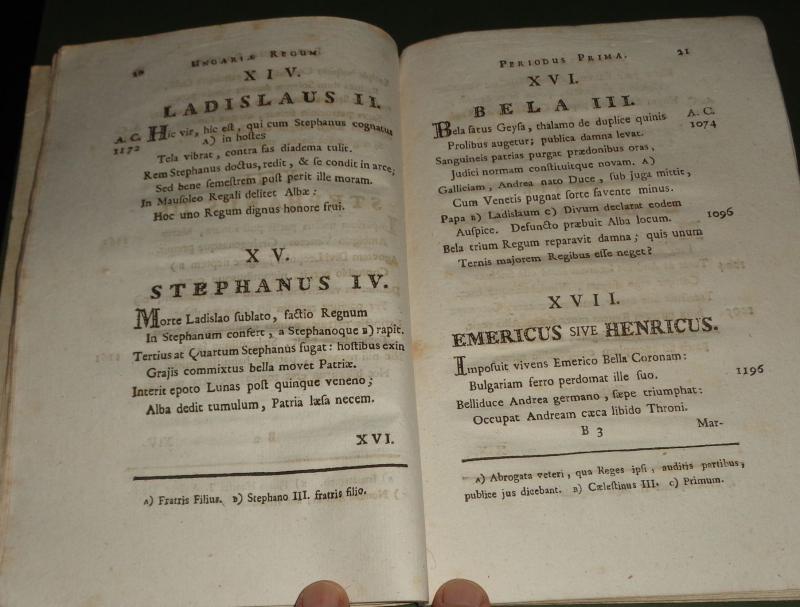 20 UNGARIÆ REGUM
XIV.
LADISLAUS II.
A. C. Hic vir, hic est, qui cum Stephanus cognatus
1172 A) in hostes
Tela vibrat, contra fas diadema tulit.
Rem Stephanus doctus, redit, & se condit in arce;
Sed bene semestrem post perit ille moram.
In Mausoleo Regali delitet Albæ:
Hoc uno Regum dignus honore frui.
XV.
STEPHANUS IV.
Morte Ladislao sublato, factio Regnum
In Stephanum confert, a Stephanoque B) rapit.
Tertius at Quartum Stephanus fugat: hostibus exin
Grajis commixtus bella movet Patriæ.
Interit epoto Lunas post quinque veneno;
Alba dedit tumulum, Patria læsa necem.
XVI.
A) Fratris Filius. B) Stephano III. fratris filio.
PERIODUS PRIMA. 21
XVI.
BELA III.
Bela satus Geysa, thalamo de duplice quinis A. C.
Prolibus augetur; publica damna levat. 1074
Sanguineis patrias purgat prædonibus oras,
Judici normam constituitque novam. A)
Galliciam, Andrea nato Duce, sub juga mittit,
Cum Venetis pugnat sorte favente minus.
Papa B) Ladislaum C) Divum declarat eodem
Auspice. Defuncto præbuit Alba locum. 1096
Bela trium Regum reparavit damna; quis unum
Ternis majorem Regibus esse neget?
XVII.
EMERICUS SIVE HENRICUS.
Imposuit vivens Emerico Bella Coronam:
Bulgariam ferro perdomat ille suo. 1196
Belliduce Andrea germano, sæpe triumphat:
Occupat Andream cæca libido Throni.
B 3 Mar-
A) Abrogata veteri, qua Reges ipsi, auditis partibus,
publice jus dicebant. B) Cælestinus III. C) Primum.